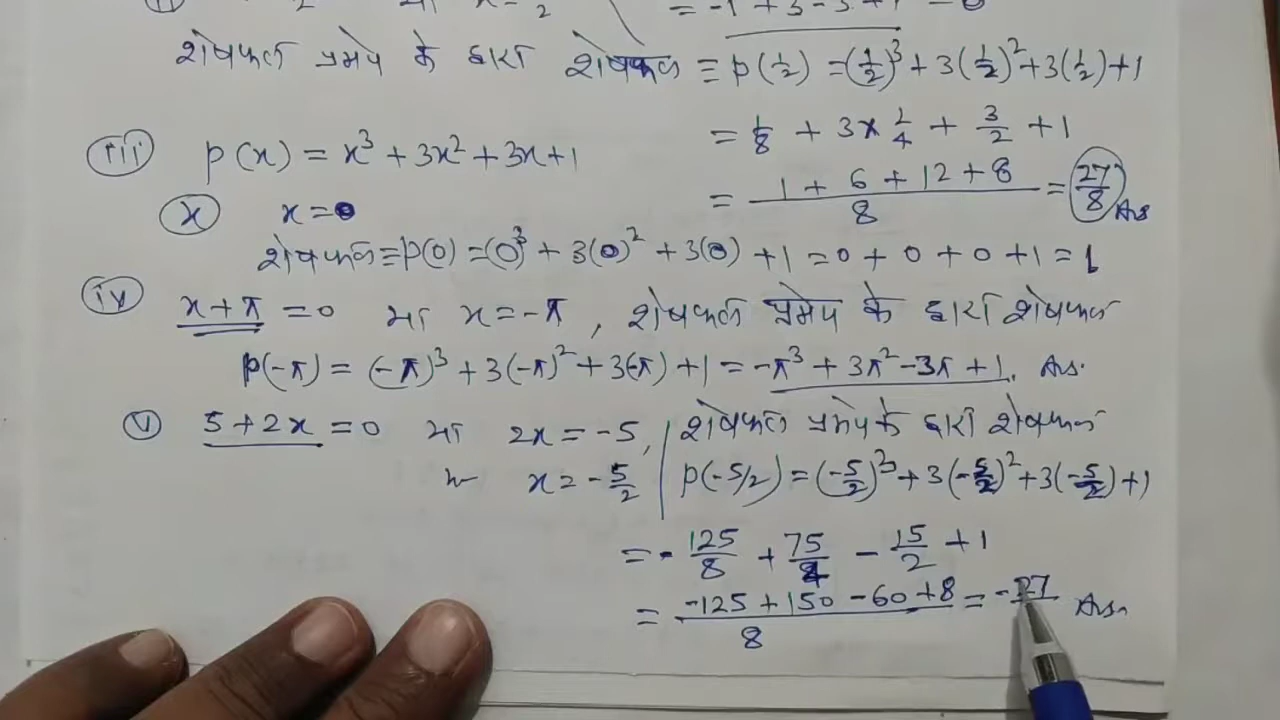 = -1 + 3 - 3 + 1 = 0
शेषफल प्रमेय के द्वारा शेषफल = p(1/2) = (1/2)³ + 3(1/2)² + 3(1/2) + 1
= 1/8 + 3× 1/4 + 3/2 + 1
= (1 + 6 + 12 + 8)/8 = 27/8 Ans
(iii) p(x) = x³ + 3x² + 3x + 1
x x = 0
शेषफल = p(0) = (0)³ + 3(0)² + 3(0) + 1 = 0 + 0 + 0 + 1 = 1
(iv) x + π = 0 या x = -π , शेषफल प्रमेय के द्वारा शेषफल
p(-π) = (-π)³ + 3(-π)² + 3(-π) + 1 = -π³ + 3π² - 3π + 1. Ans.
(v) 5 + 2x = 0 या 2x = -5, शेषफल प्रमेय के द्वारा शेषफल
x = -5/2 p(-5/2) = (-5/2)³ + 3(-5/2)² + 3(-5/2) + 1
= - 125/8 + 75/4 - 15/2 + 1
= (-125 + 150 - 60 + 8)/8 = -27 Ans.